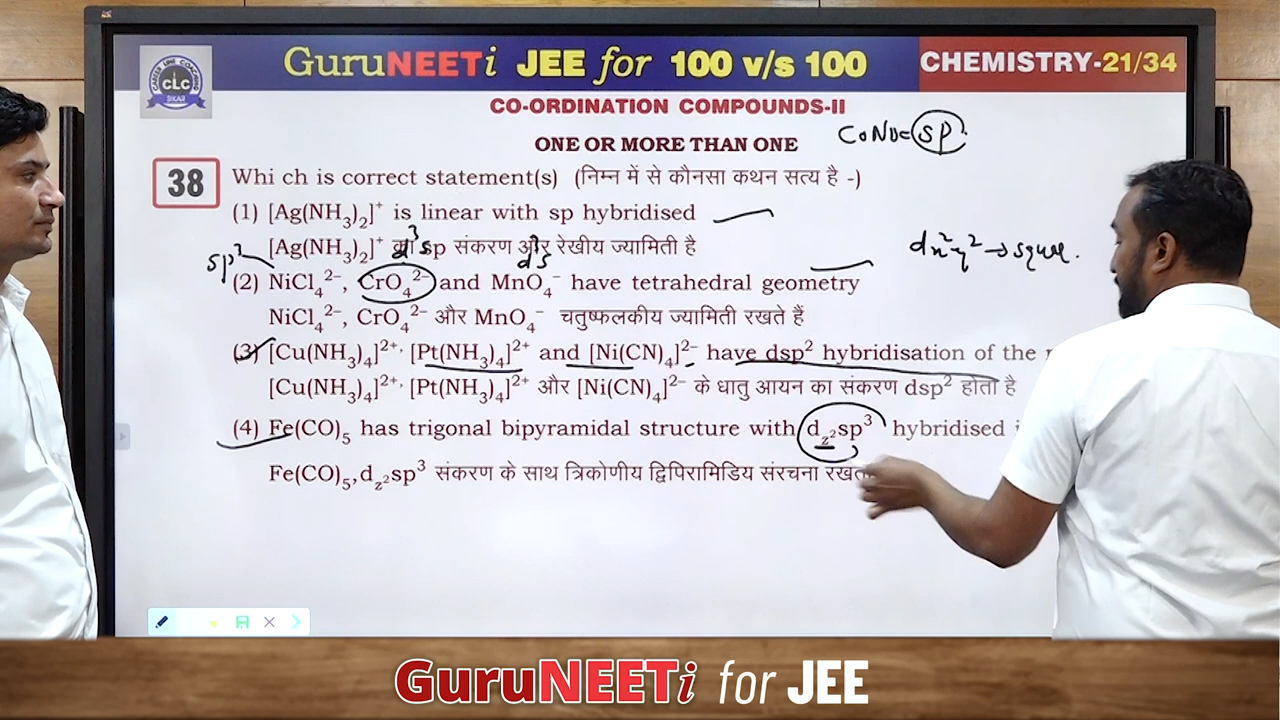 GuruNEETi JEE for 100 v/s 100
CHEMISTRY-21/34
CLC
SIKAR
CO-ORDINATION COMPOUNDS-II
ONE OR MORE THAN ONE
CoNo=sp.
38
Whi ch is correct statement(s) (निम्न में से कौनसा कथन सत्य है -)
(1) [Ag(NH₃)₂]⁺ is linear with sp hybridised
[Ag(NH₃)₂]⁺ का sp संकरण और रेखीय ज्यामिती है
sp³
d³s
d³s
dx²-y² → square.
(2) NiCl₄²⁻, CrO₄²⁻ and MnO₄⁻ have tetrahedral geometry
NiCl₄²⁻, CrO₄²⁻ और MnO₄⁻ चतुष्फलकीय ज्यामिती रखते हैं
(3) [Cu(NH₃)₄]²⁺, [Pt(NH₃)₄]²⁺ and [Ni(CN)₄]²⁻ have dsp² hybridisation of the
[Cu(NH₃)₄]²⁺, [Pt(NH₃)₄]²⁺ और [Ni(CN)₄]²⁻ के धातु आयन का संकरण dsp² होता है
(4) Fe(CO)₅ has trigonal bipyramidal structure with d_z²sp³ hybridised
Fe(CO)₅,d_z²sp³ संकरण के साथ त्रिकोणीय द्विपिरामिडिय संरचना
GuruNEETi for JEE